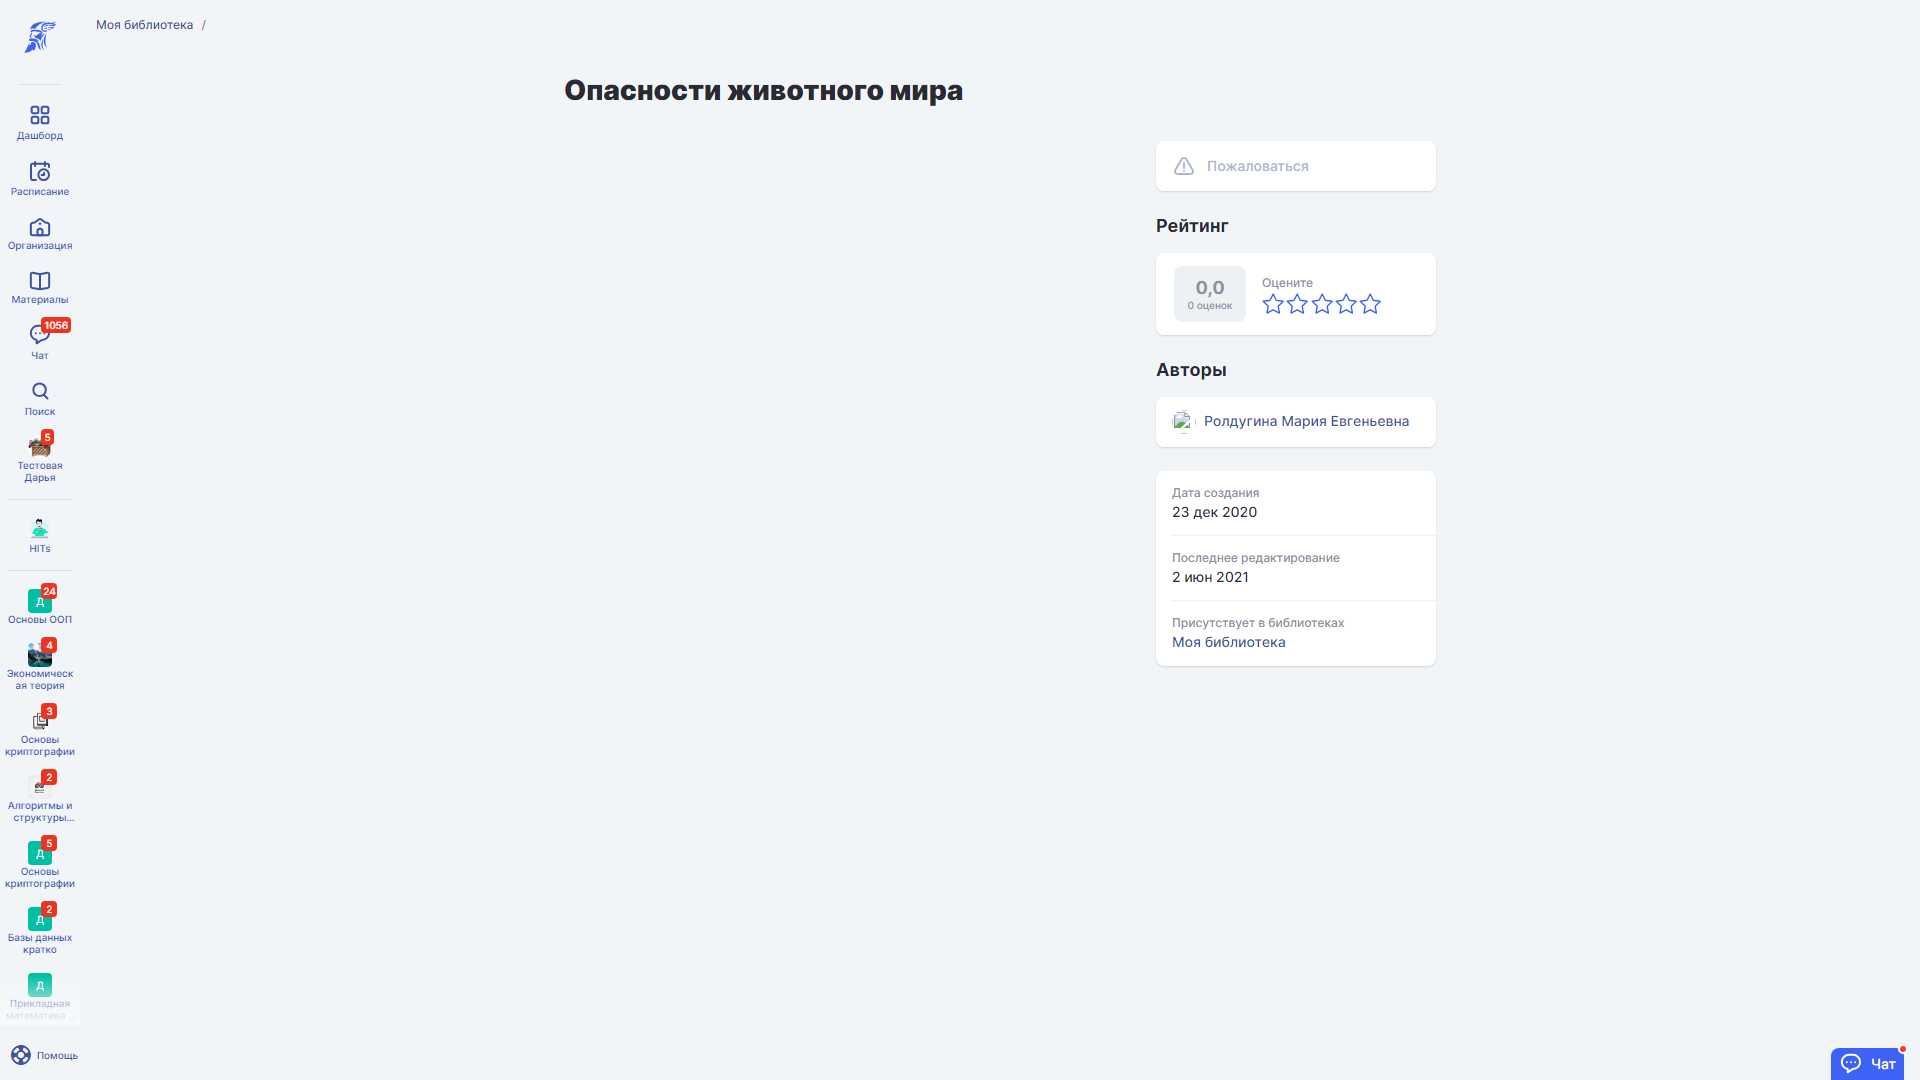 Моя библиотека /
Опасности животного мира
Дашборд
Расписание
Организация
Материалы
1056
Чат
Поиск
5
Тестовая
Дарья
HITs
24
Д
Основы ООП
4
Экономическ
ая теория
3
Основы
криптографии
2
Алгоритмы и
структуры...
5
Д
Основы
криптографии
2
Д
Базы данных
кратко
Д
Прикладная
математика ...
Помощь
Пожаловаться
Рейтинг
0,0
0 оценок
Оцените
Авторы
Ролдугина Мария Евгеньевна
Дата создания
23 дек 2020
Последнее редактирование
2 июн 2021
Присутствует в библиотеках
Моя библиотека
Чат